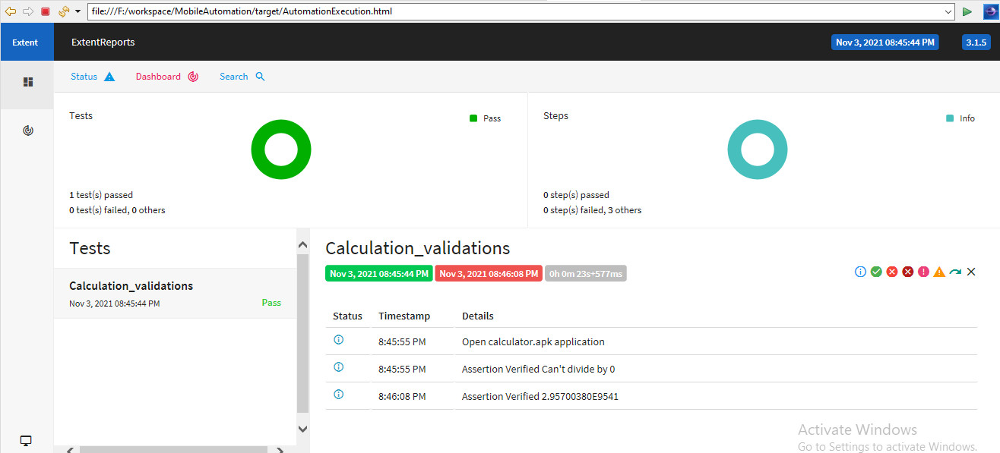 file:///F:/workspace/MobileAutomation/target/AutomationExecution.html
Extent
ExtentReports
Nov 3, 2021 08:45:44 PM
3.1.5
Status
Dashboard
Search
Tests
Pass
1 test(s) passed
0 test(s) failed, 0 others
Steps
Info
0 step(s) passed
0 step(s) failed, 3 others
Tests
Calculation_validations
Nov 3, 2021 08:45:44 PM
Pass
Calculation_validations
Nov 3, 2021 08:45:44 PM Nov 3, 2021 08:46:08 PM 0h 0m 23s+577ms
Status Timestamp Details
8:45:55 PM Open calculator.apk application
8:45:55 PM Assertion Verified Can't divide by 0
8:46:08 PM Assertion Verified 2.95700380E9541
Activate Windows
Go to Settings to activate Windows.